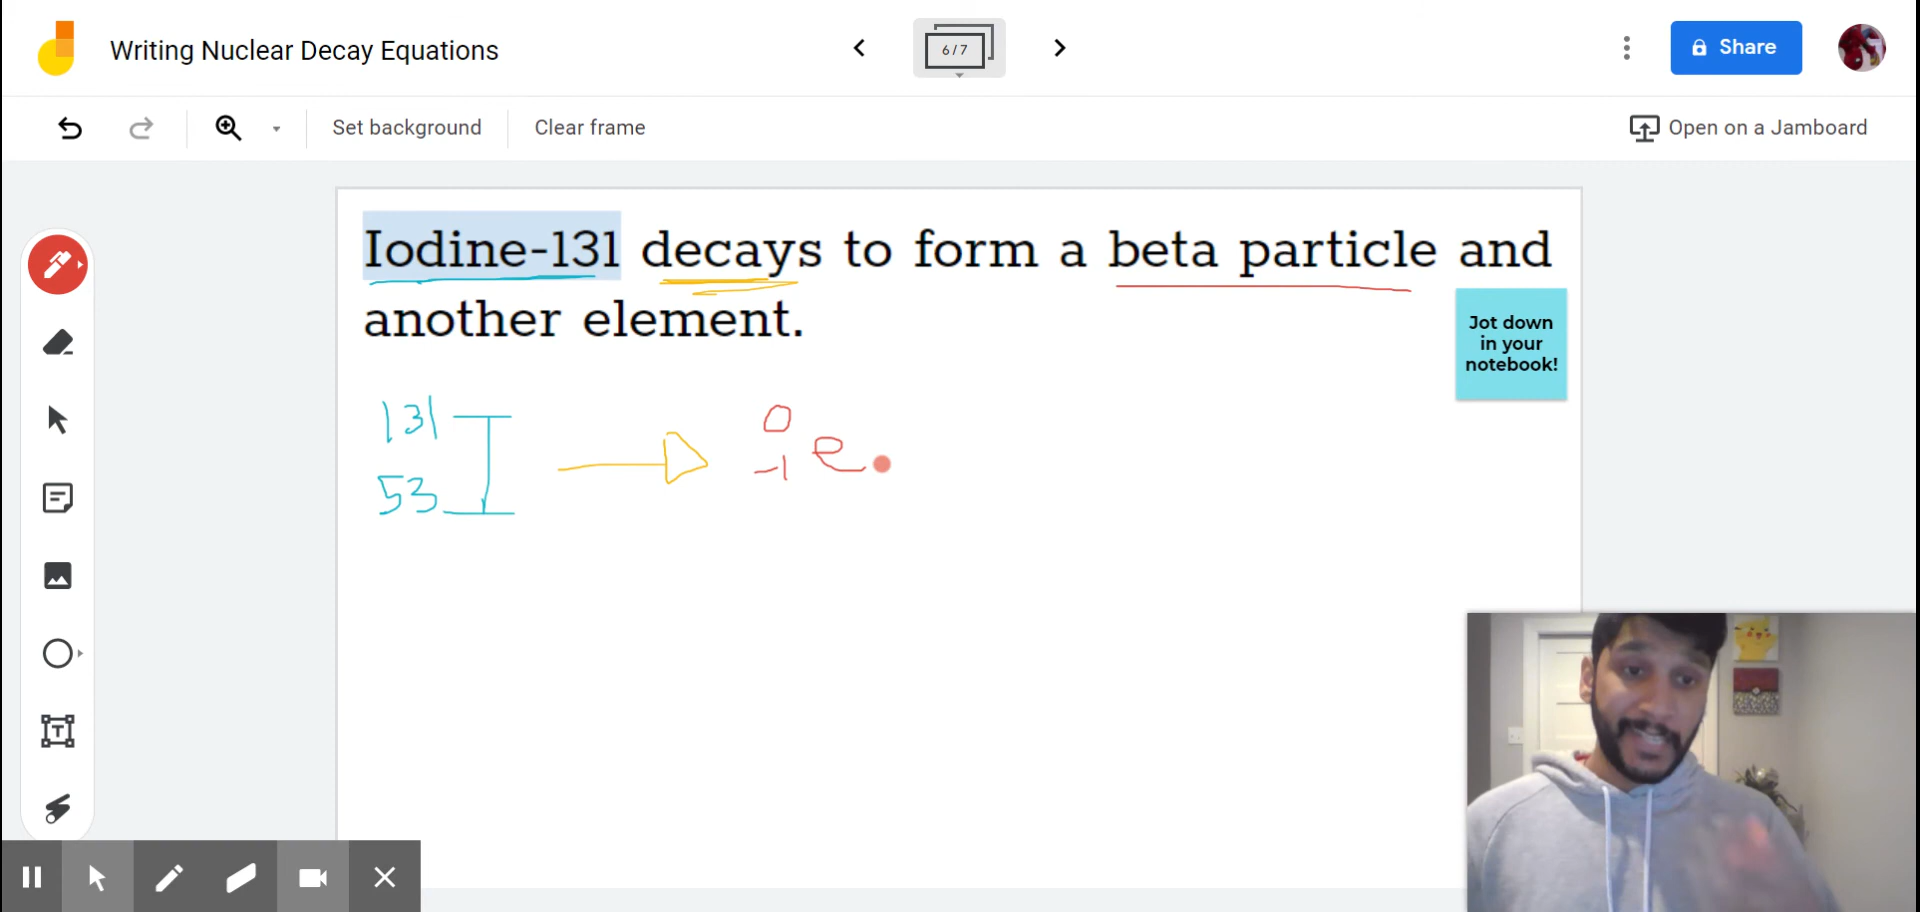 Writing Nuclear Decay Equations
6/7
Share
Set background
Clear frame
Open on a Jamboard
Iodine-131 decays to form a beta particle and
another element.
Jot down
in your
notebook!
131
53 I
0
-1 e